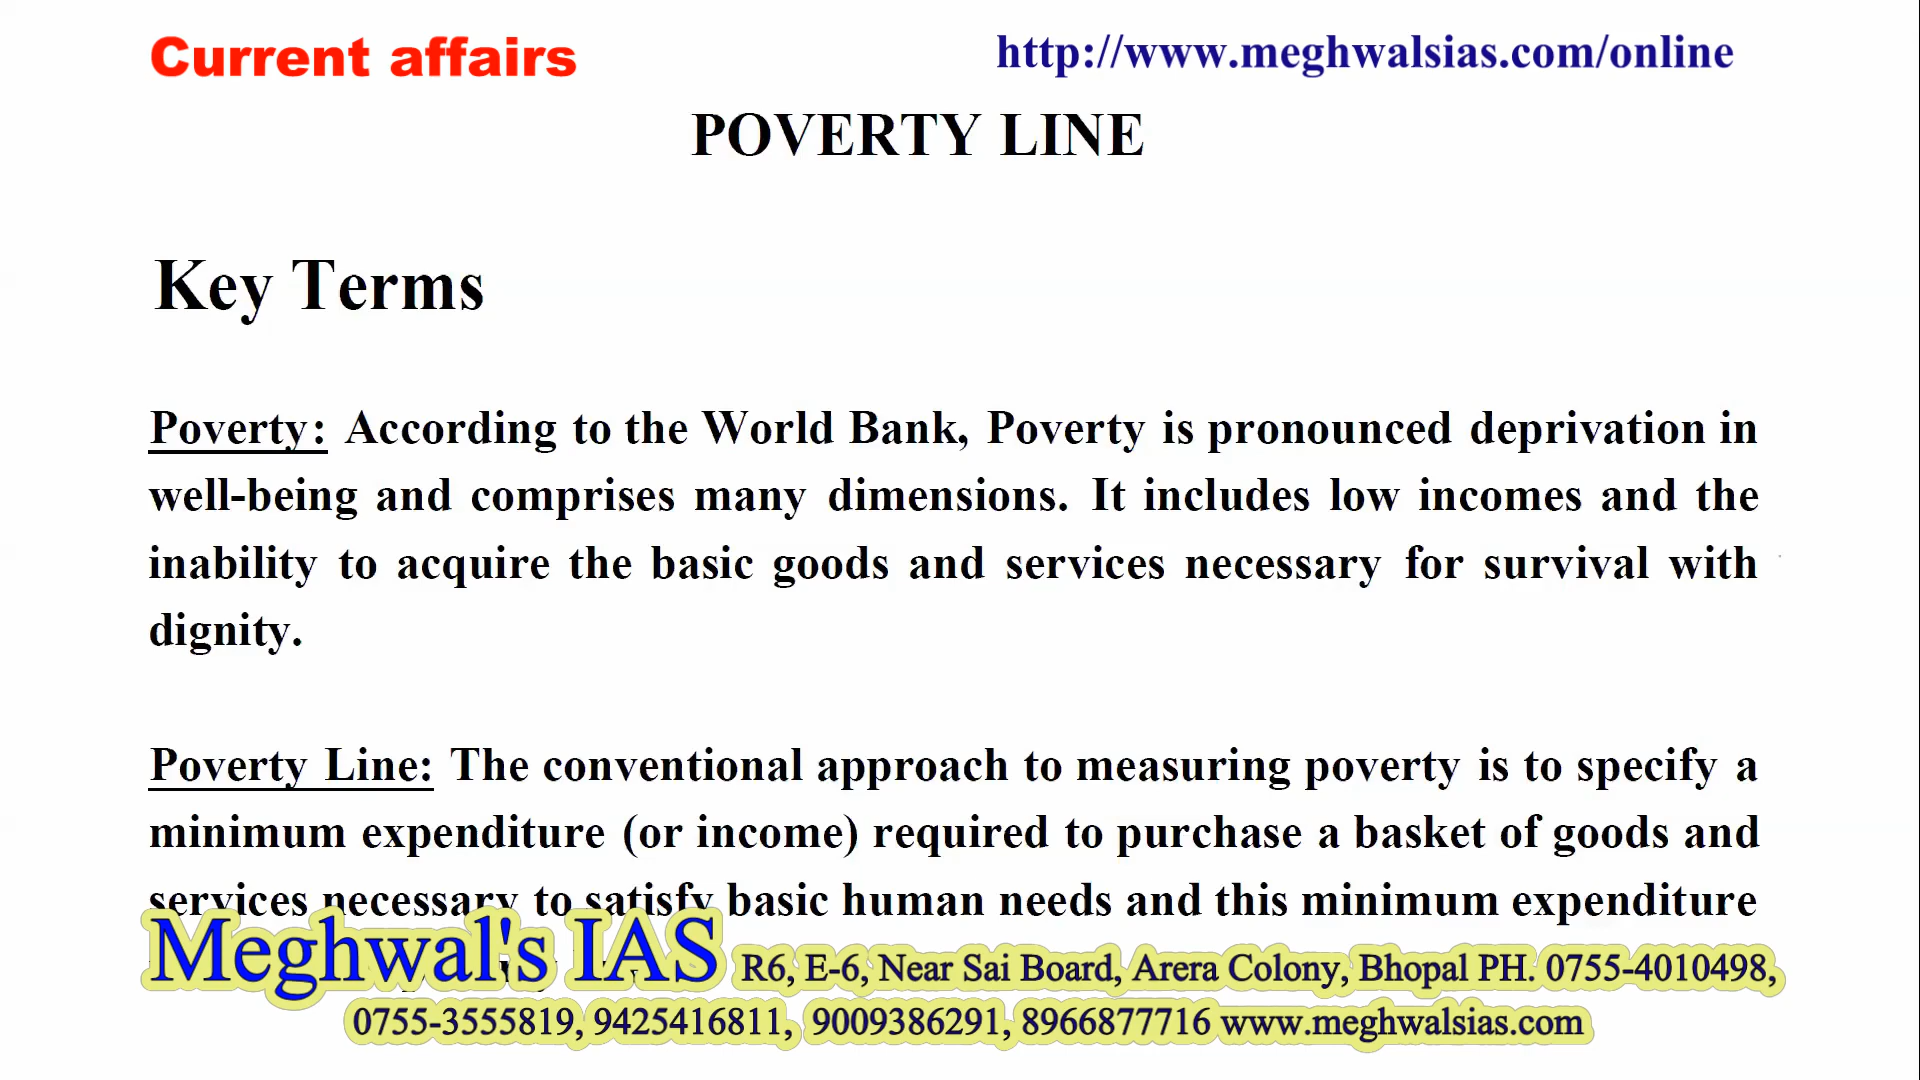 Current affairs
http://www.meghwalsias.com/online
POVERTY LINE
Key Terms
Poverty: According to the World Bank, Poverty is pronounced deprivation in
well-being and comprises many dimensions. It includes low incomes and the
inability to acquire the basic goods and services necessary for survival with
dignity.
Poverty Line: The conventional approach to measuring poverty is to specify a
minimum expenditure (or income) required to purchase a basket of goods and
services necessary to satisfy basic human needs and this minimum expenditure
Meghwal's IAS R6, E-6, Near Sai Board, Arera Colony, Bhopal PH. 0755-4010498,
0755-3555819, 9425416811, 9009386291, 8966877716 www.meghwalsias.com